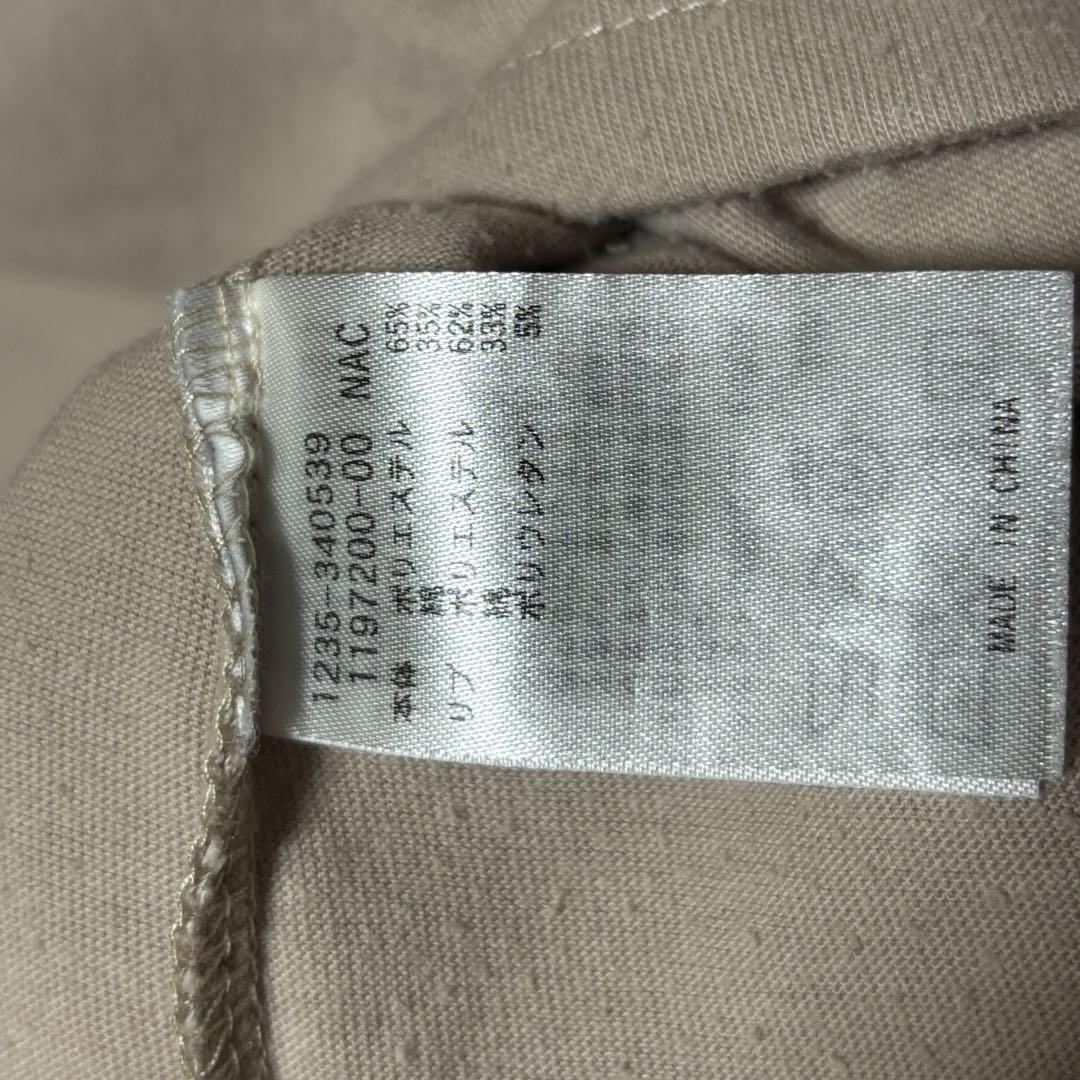 1235-340539
1197200-00 NAC
本体 ポリエステル 65%
綿 35%
リブ ポリエステル 62%
綿 33%
ポリウレタン 5%
MADE IN CHINA